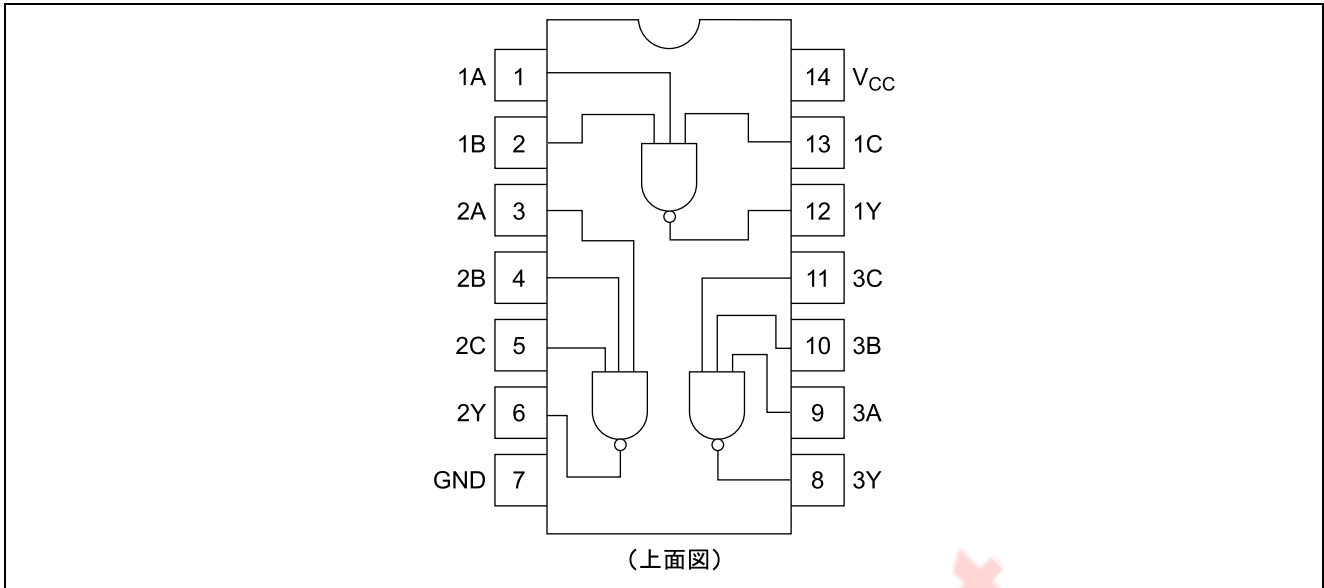 1A 1 14 VCC
1B 2 13 1C
2A 3 12 1Y
2B 4 11 3C
2C 5 10 3B
2Y 6 9 3A
GND 7 8 3Y
(上面図)